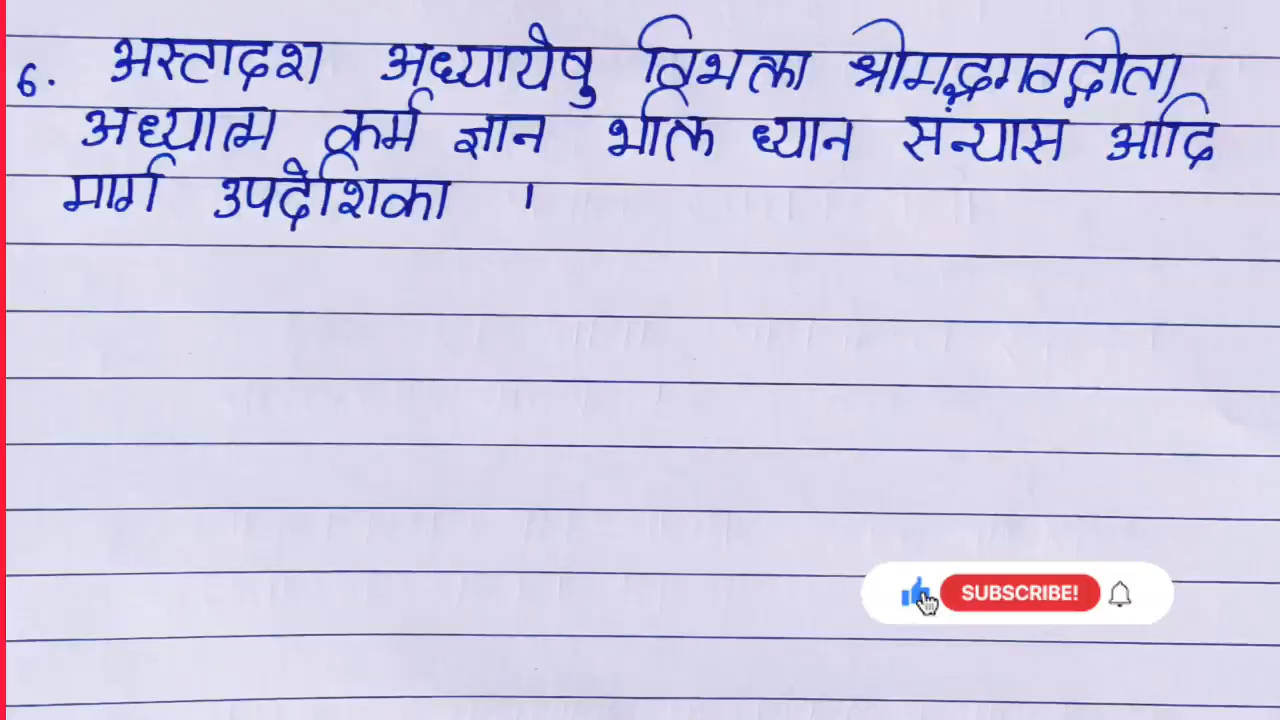 6. अस्टादश अध्यायेषु विभक्ता श्रीमद्भगवद्गीता
अध्यात्म कर्म ज्ञान भक्ति ध्यान संन्यास आदि
मार्ग उपदेशिका ।
SUBSCRIBE!